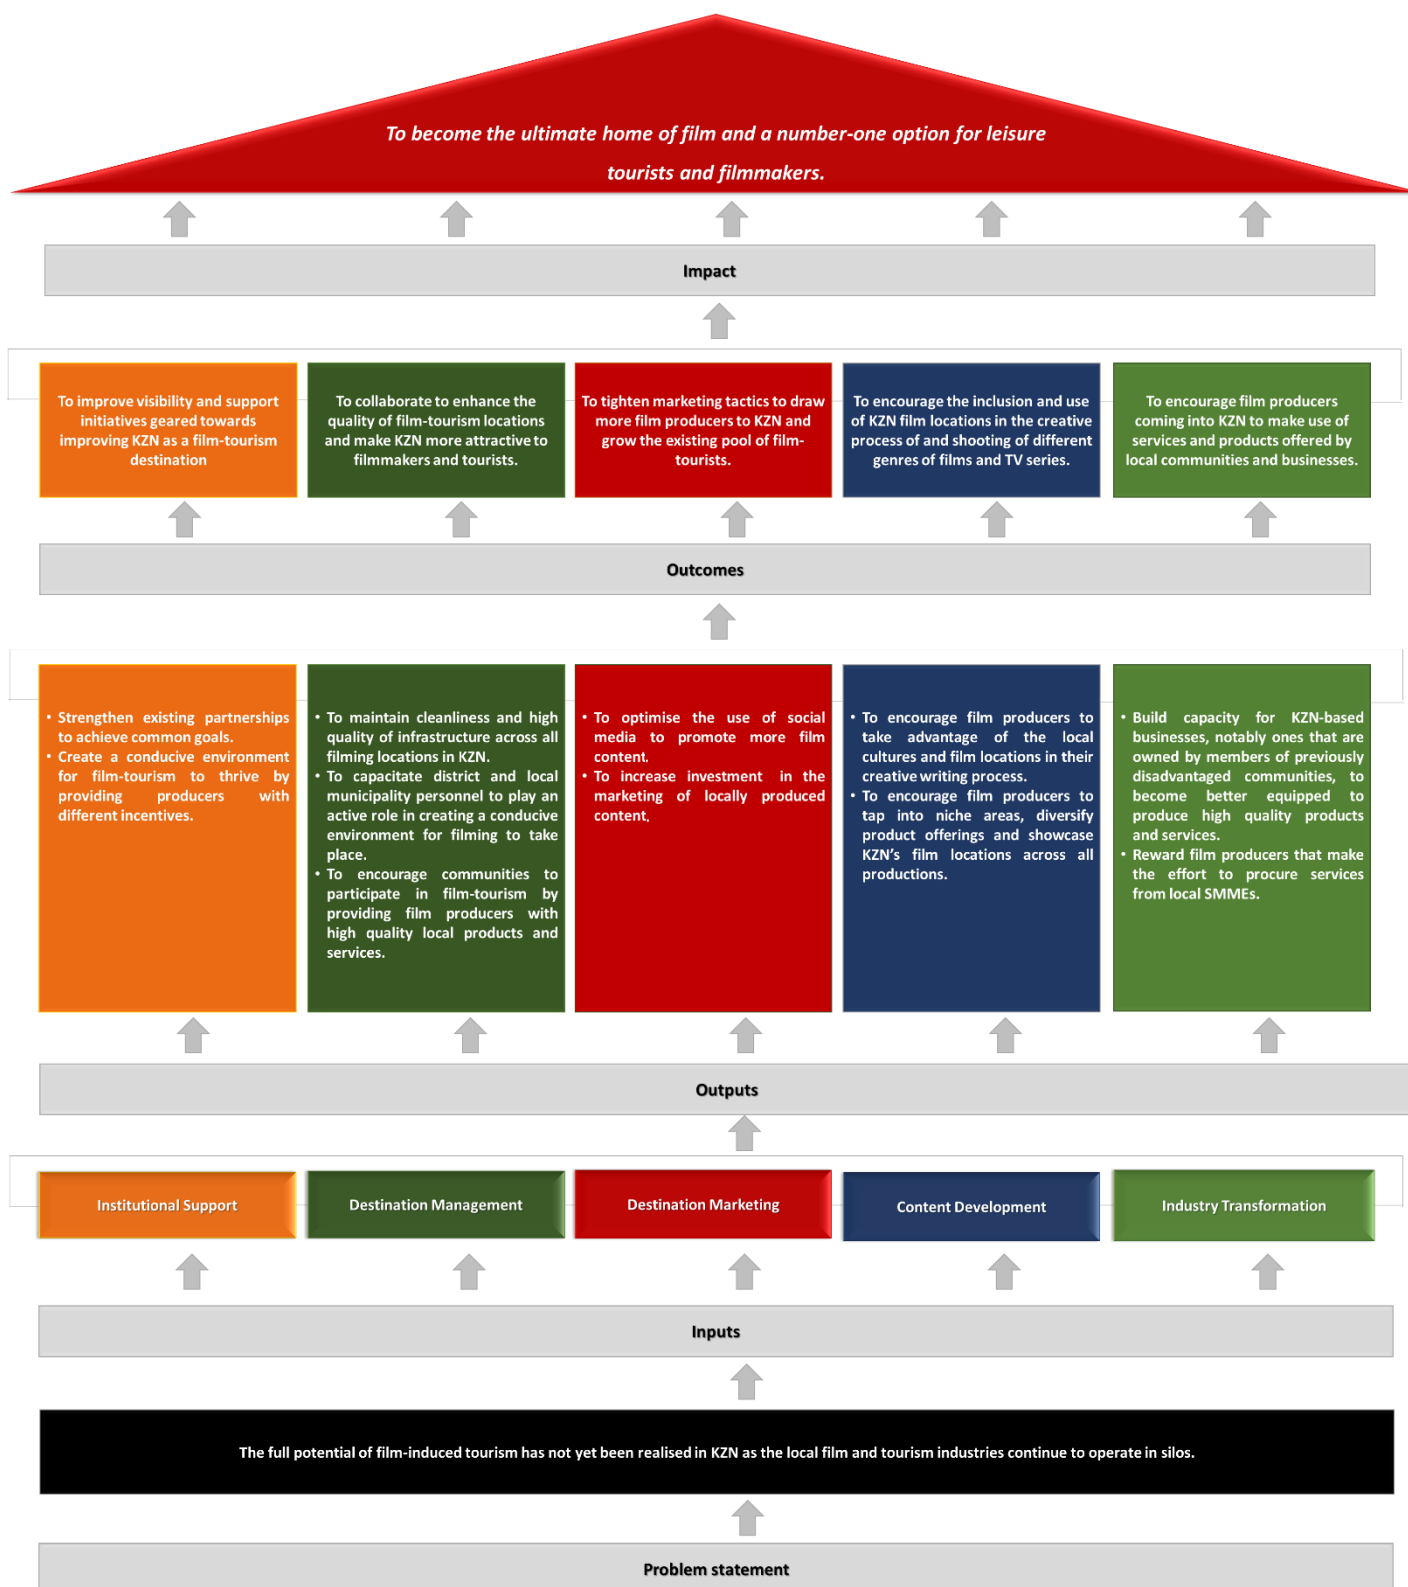 To become the ultimate home of film and a number-one option for leisure
tourists and filmmakers.
Impact
To improve visibility and support
initiatives geared towards
improving KZN as a film-tourism
destination
To collaborate to enhance the
quality of film-tourism locations
and make KZN more attractive to
filmmakers and tourists.
To tighten marketing tactics to draw
more film producers to KZN and
grow the existing pool of film-
tourists.
To encourage the inclusion and use
of KZN film locations in the creative
process of and shooting of different
genres of films and TV series.
To encourage film producers
coming into KZN to make use of
services and products offered by
local communities and businesses.
Outcomes
• Strengthen existing partnerships
to achieve common goals.
• Create a conducive environment
for film-tourism to thrive by
providing producers with
different incentives.
• To maintain cleanliness and high
quality of infrastructure across all
filming locations in KZN.
• To capacitate district and local
municipality personnel to play an
active role in creating a conducive
environment for filming to take
place.
• To encourage communities to
participate in film-tourism by
providing film producers with
high quality local products and
services.
• To optimise the use of social
media to promote more film
content.
• To increase investment in the
marketing of locally produced
content.
• To encourage film producers to
take advantage of the local
cultures and film locations in their
creative writing process.
• To encourage film producers to
tap into niche areas, diversify
product offerings and showcase
KZN's film locations across all
productions.
• Build capacity for KZN-based
businesses, notably ones that are
owned by members of previously
disadvantaged communities, to
become better equipped to
produce high quality products
and services.
• Reward film producers that make
the effort to procure services
from local SMMEs.
Outputs
Institutional Support
Destination Management
Destination Marketing
Content Development
Industry Transformation
Inputs
The full potential of film-induced tourism has not yet been realised in KZN as the local film and tourism industries continue to operate in silos.
Problem statement